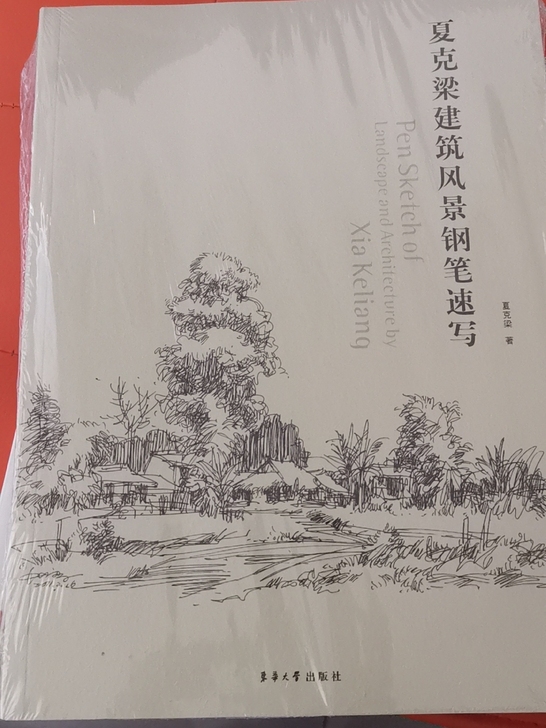 夏克梁建筑风景钢笔速写
Pen Sketch of
Landscape and Architecture by
Xia Keliang
夏克梁 著
东华大学出版社